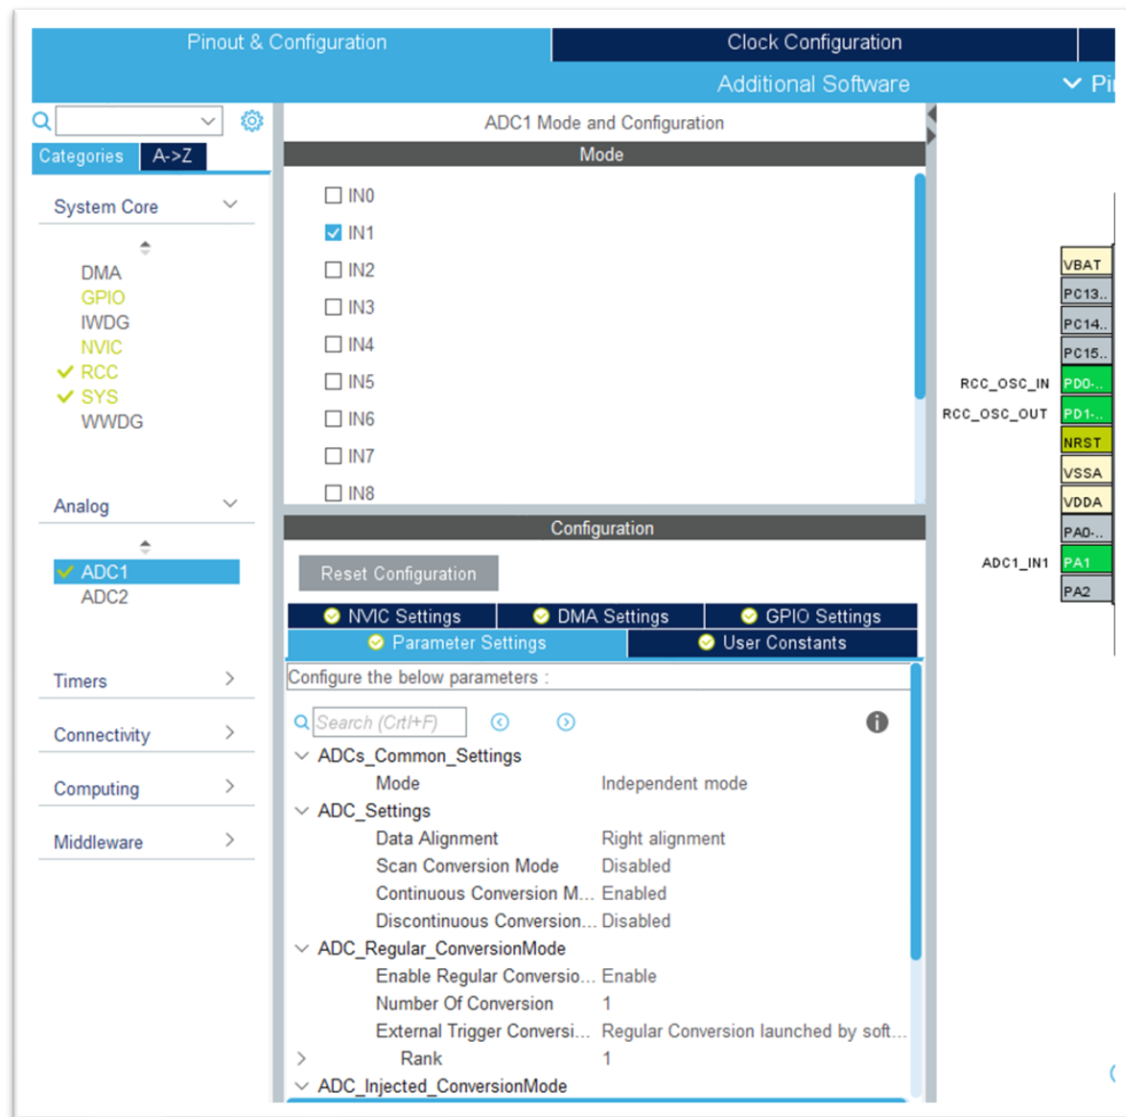 Pinout & Configuration
Clock Configuration
Additional Software
Pi
Categories
A->Z
System Core
DMA
GPIO
IWDG
NVIC
RCC
SYS
WWDG
Analog
ADC1
ADC2
Timers
Connectivity
Computing
Middleware
ADC1 Mode and Configuration
Mode
IN0
IN1
IN2
IN3
IN4
IN5
IN6
IN7
IN8
Configuration
Reset Configuration
NVIC Settings
DMA Settings
GPIO Settings
Parameter Settings
User Constants
Configure the below parameters :
Search (Crtl+F)
ADCs_Common_Settings
Mode Independent mode
ADC_Settings
Data Alignment Right alignment
Scan Conversion Mode Disabled
Continuous Conversion M... Enabled
Discontinuous Conversion... Disabled
ADC_Regular_ConversionMode
Enable Regular Conversio... Enable
Number Of Conversion 1
External Trigger Conversi... Regular Conversion launched by soft...
Rank 1
ADC_Injected_ConversionMode
VBAT
PC13..
PC14..
PC15..
RCC_OSC_IN PD0-..
RCC_OSC_OUT PD1-..
NRST
VSSA
VDDA
PA0-..
ADC1_IN1 PA1
PA2